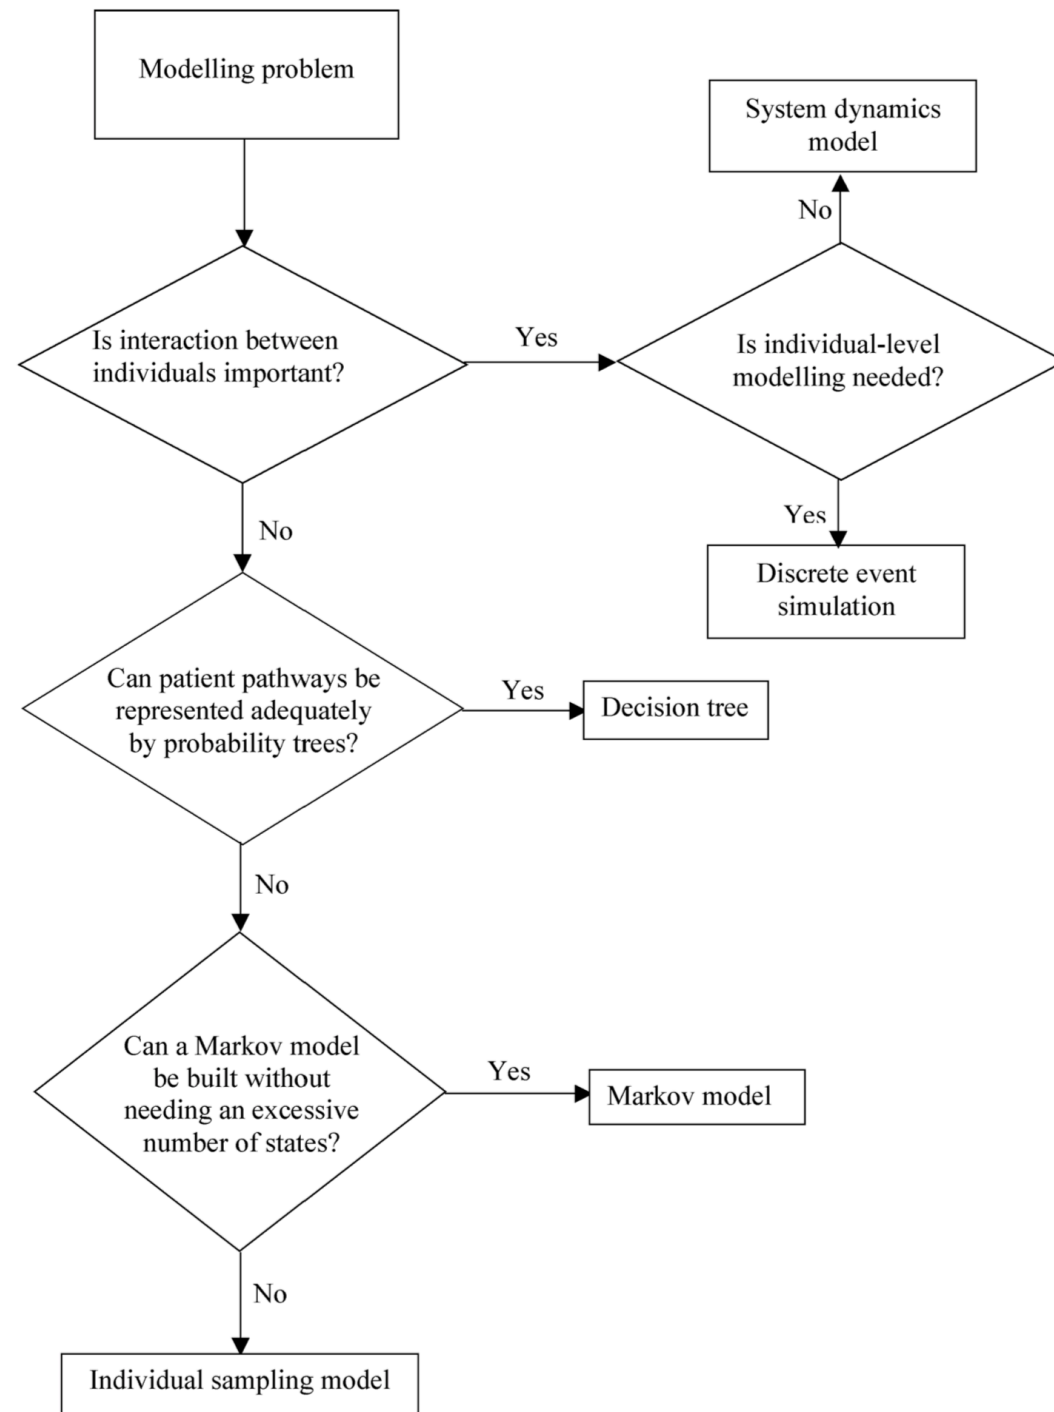 Modelling problem
System dynamics
model
No
Is interaction between
individuals important?
Yes
Is individual-level
modelling needed?
Yes
Discrete event
simulation
No
Can patient pathways be
represented adequately
by probability trees?
Yes
Decision tree
No
Can a Markov model
be built without
needing an excessive
number of states?
Yes
Markov model
No
Individual sampling model